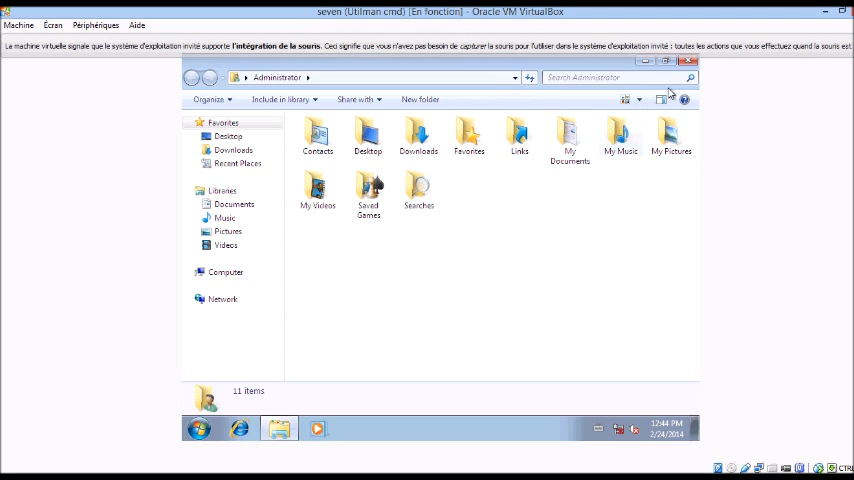 seven (Utilman cmd) [En fonction] - Oracle VM VirtualBox
Machine Écran Périphériques Aide
La machine virtuelle signale que le système d'exploitation invité supporte l'intégration de la souris. Ceci signifie que vous n'avez pas besoin de capturer la souris pour l'utiliser dans le système d'exploitation invité : toutes les actions que vous effectuez quand la souris est
Administrator
Search Administrator
Organize Include in library Share with New folder
Favorites
Desktop
Downloads
Recent Places
Libraries
Documents
Music
Pictures
Videos
Computer
Network
Contacts Desktop Downloads Favorites Links My Documents My Music My Pictures
My Videos Saved Games Searches
11 items
12:44 PM
2/24/2014
CTRL